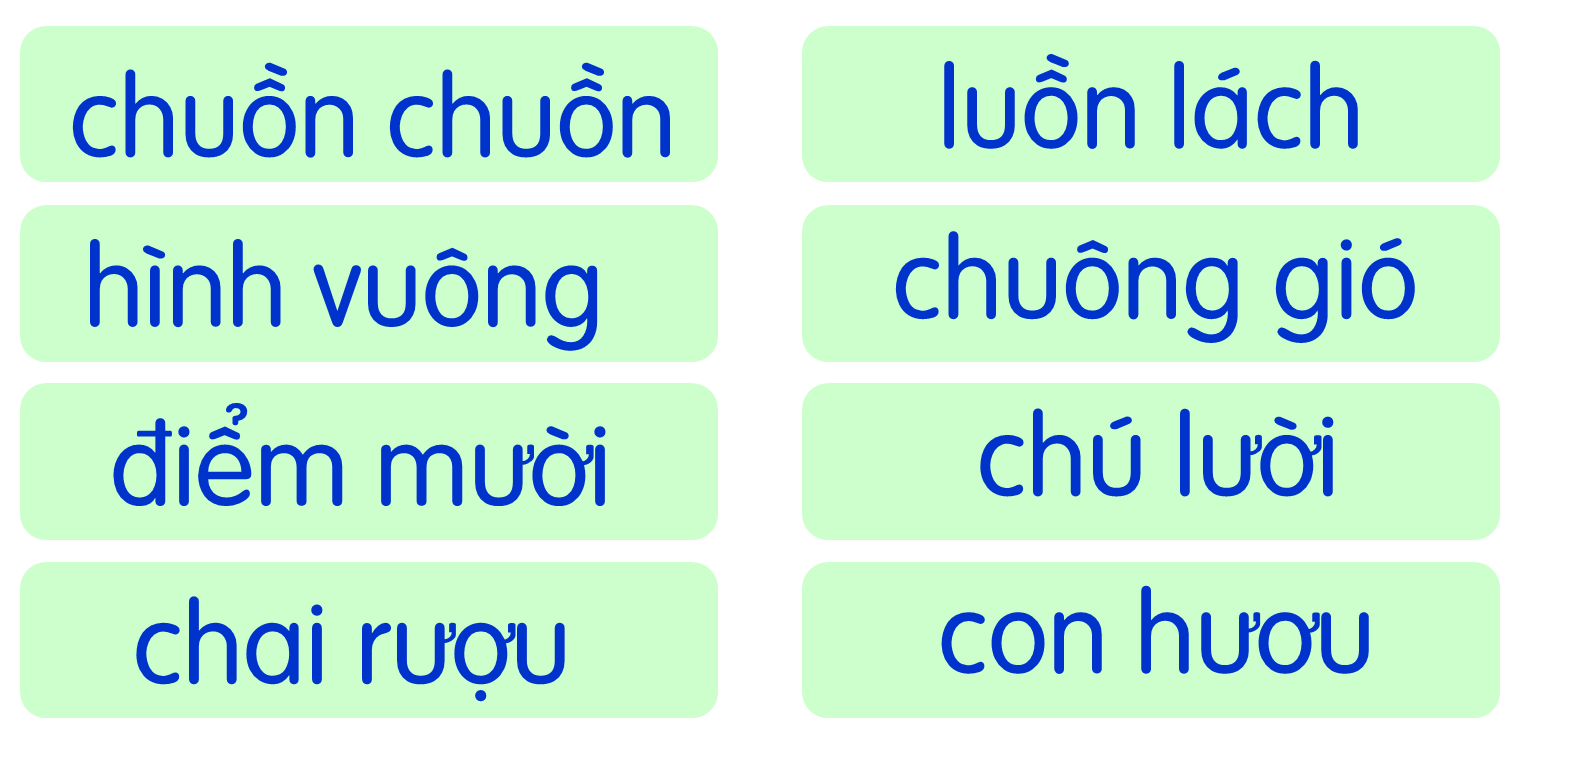 chuồn chuồn
luồn lách
hình vuông
chuông gió
điểm mười
chú lười
chai rượu
con hươu